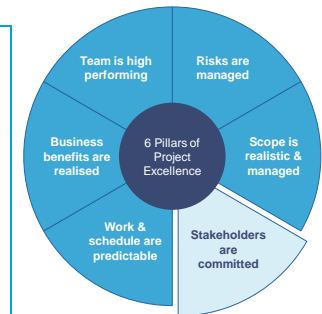 Team is high
performing
Risks are
managed
Business
benefits are
realised
6 Pillars of
Project
Excellence
Scope is
realistic &
managed
Work &
schedule are
predictable
Stakeholders
are
committed